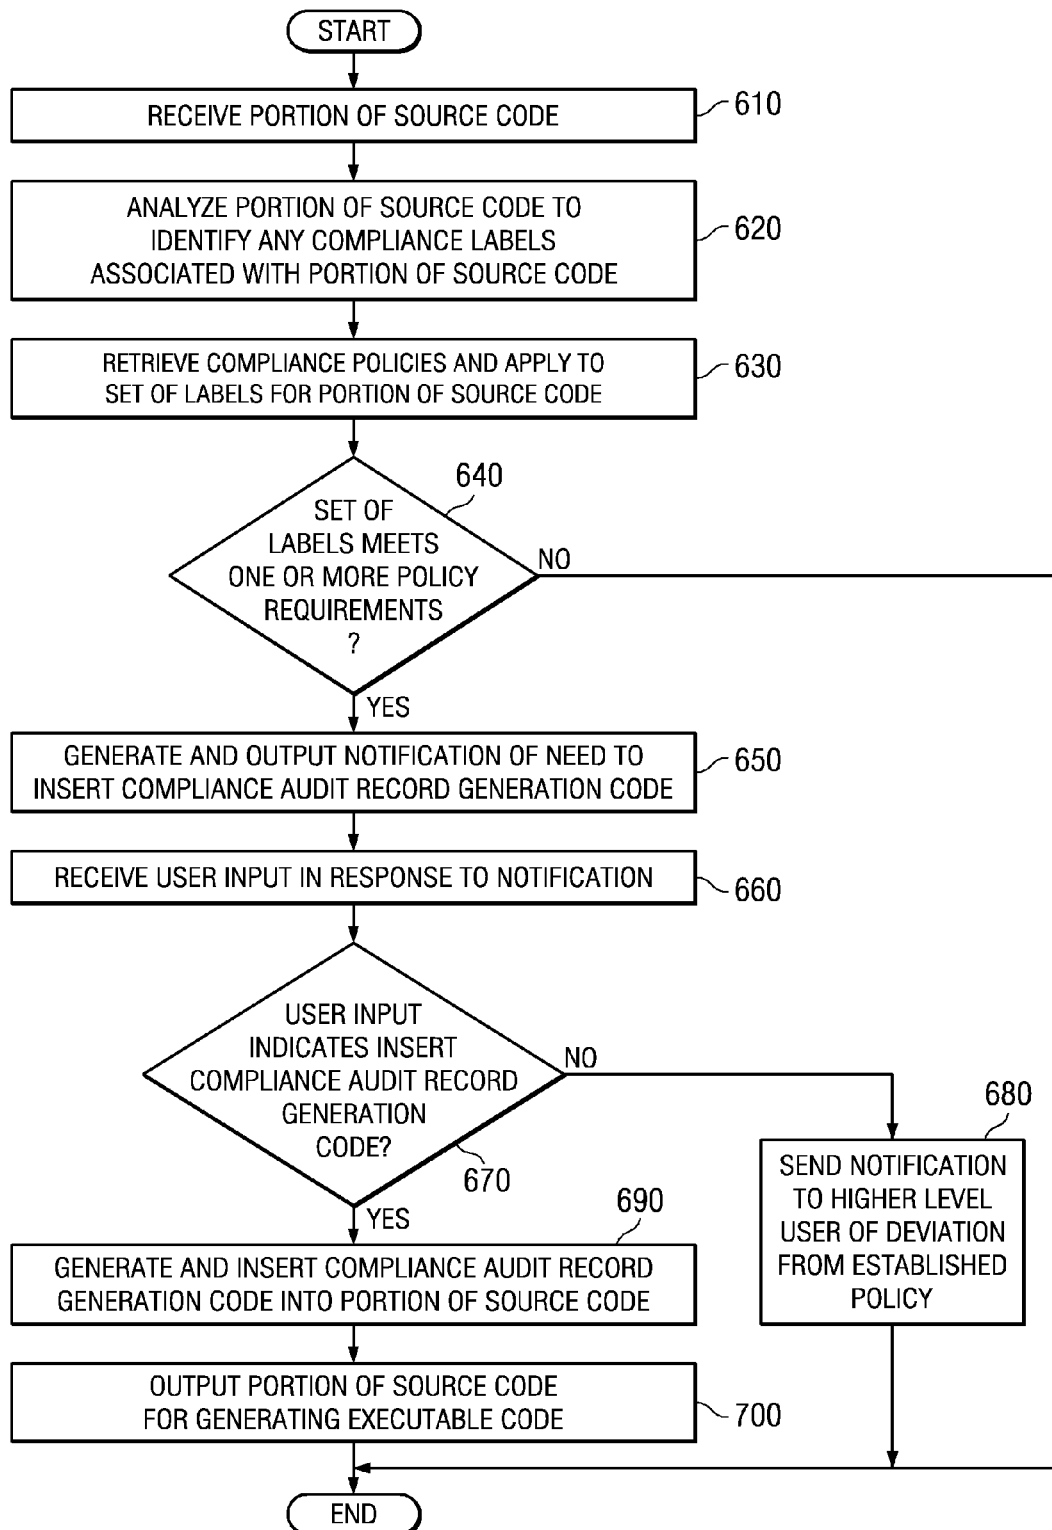 START
RECEIVE PORTION OF SOURCE CODE
610
ANALYZE PORTION OF SOURCE CODE TO
IDENTIFY ANY COMPLIANCE LABELS
ASSOCIATED WITH PORTION OF SOURCE CODE
620
RETRIEVE COMPLIANCE POLICIES AND APPLY TO
SET OF LABELS FOR PORTION OF SOURCE CODE
630
640
SET OF
LABELS MEETS
ONE OR MORE POLICY
REQUIREMENTS
?
NO
YES
GENERATE AND OUTPUT NOTIFICATION OF NEED TO
INSERT COMPLIANCE AUDIT RECORD GENERATION CODE
650
RECEIVE USER INPUT IN RESPONSE TO NOTIFICATION
660
USER INPUT
INDICATES INSERT
COMPLIANCE AUDIT RECORD
GENERATION
CODE?
NO
670
YES
680
SEND NOTIFICATION
TO HIGHER LEVEL
USER OF DEVIATION
FROM ESTABLISHED
POLICY
690
GENERATE AND INSERT COMPLIANCE AUDIT RECORD
GENERATION CODE INTO PORTION OF SOURCE CODE
OUTPUT PORTION OF SOURCE CODE
FOR GENERATING EXECUTABLE CODE
700
END